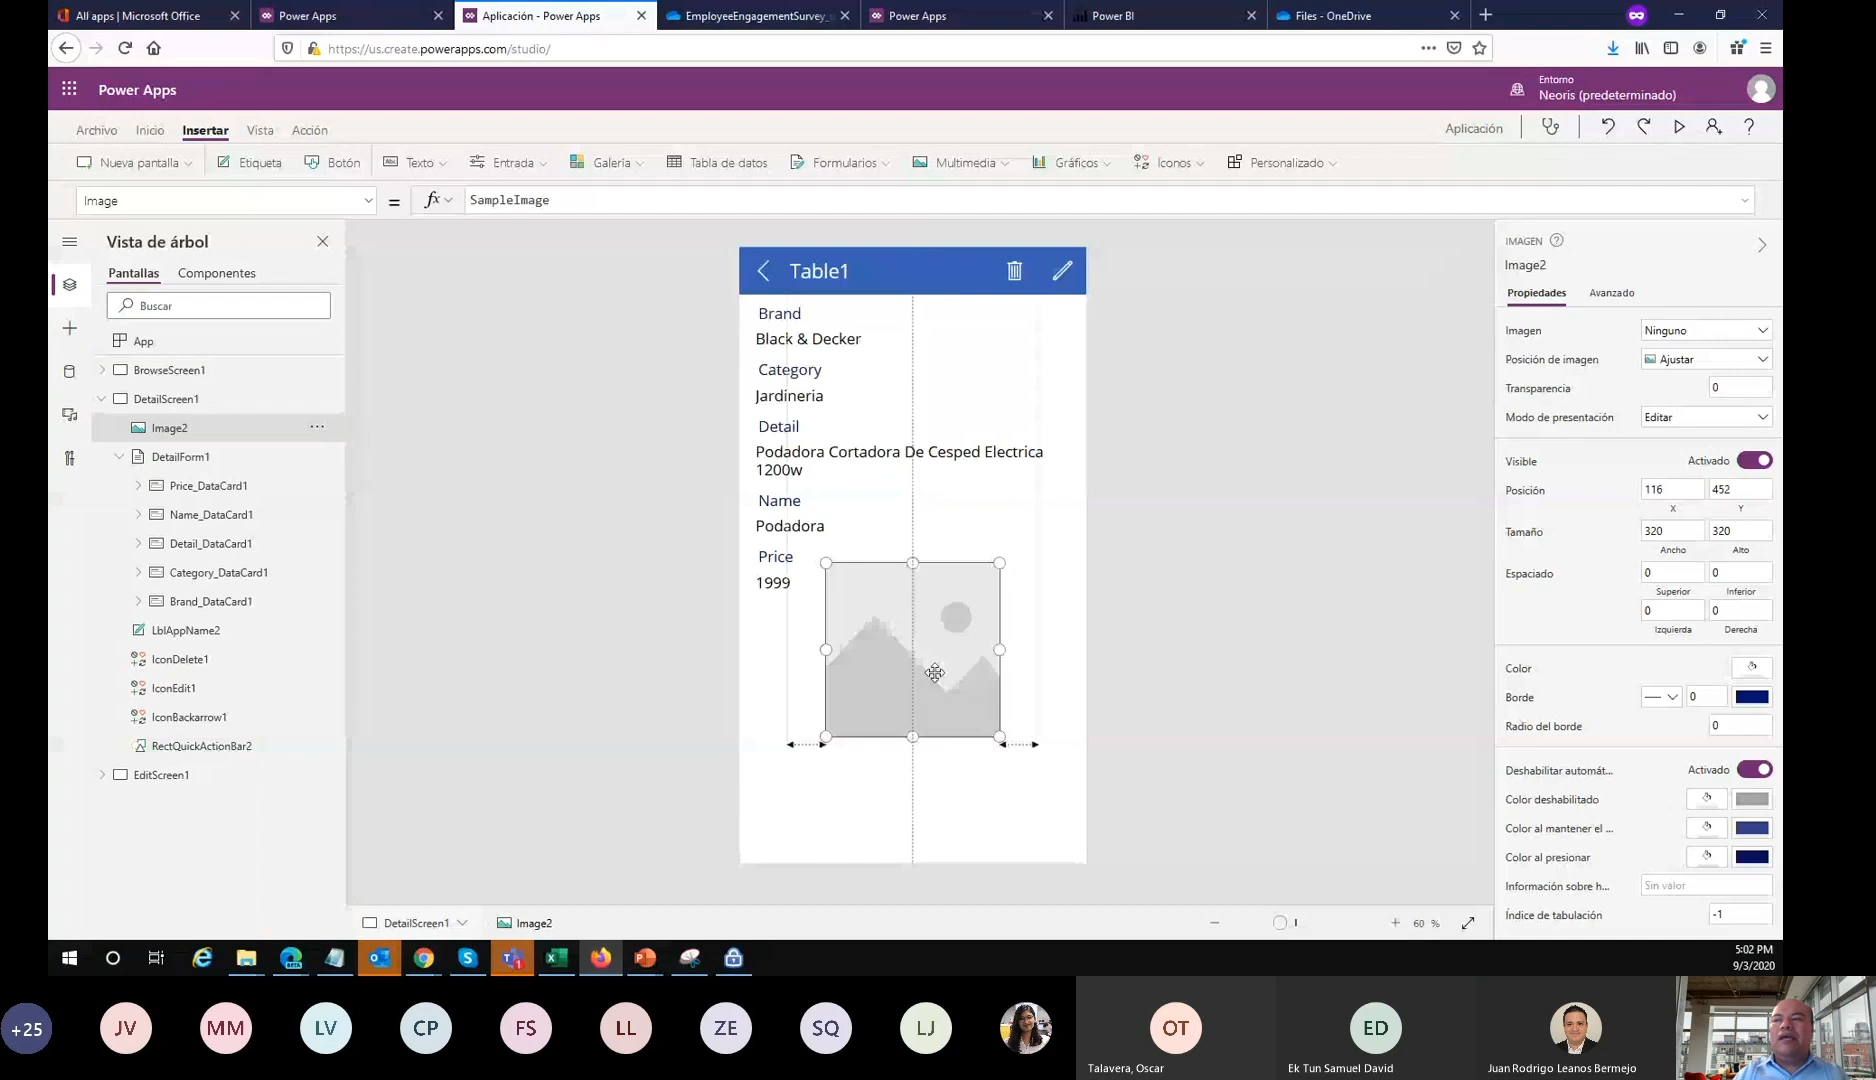 All apps | Microsoft Office
Power Apps
Aplicación - Power Apps
EmployeeEngagementSurvey_
Power Apps
Power BI
Files - OneDrive
https://us.create.powerapps.com/studio/
Power Apps
Entorno
Neoris (predeterminado)
Archivo Inicio Insertar Vista Acción
Aplicación
Nueva pantalla Etiqueta Botón Texto Entrada Galería Tabla de datos Formularios Multimedia Gráficos Iconos Personalizado
Image = fx SampleImage
Vista de árbol
Pantallas Componentes
Buscar
App
BrowseScreen1
DetailScreen1
Image2
DetailForm1
Price_DataCard1
Name_DataCard1
Detail_DataCard1
Category_DataCard1
Brand_DataCard1
LblAppName2
IconDelete1
IconEdit1
IconBackarrow1
RectQuickActionBar2
EditScreen1
Table1
Brand
Black & Decker
Category
Jardineria
Detail
Podadora Cortadora De Cesped Electrica
1200w
Name
Podadora
Price
1999
IMAGEN
Image2
Propiedades Avanzado
Imagen Ninguno
Posición de imagen Ajustar
Transparencia 0
Modo de presentación Editar
Visible Activado
Posición 116 452
X Y
Tamaño 320 320
Ancho Alto
Espaciado 0 0
Superior Inferior
0 0
Izquierda Derecha
Color
Borde 0
Radio del borde 0
Deshabilitar automát... Activado
Color deshabilitado
Color al mantener el ...
Color al presionar
Información sobre h... Sin valor
Índice de tabulación -1
DetailScreen1 Image2
60 %
5:02 PM
9/3/2020
+25 JV MM LV CP FS LL ZE SQ LJ OT ED
Talavera, Oscar
Ek Tun Samuel David
Juan Rodrigo Leanos Bermejo